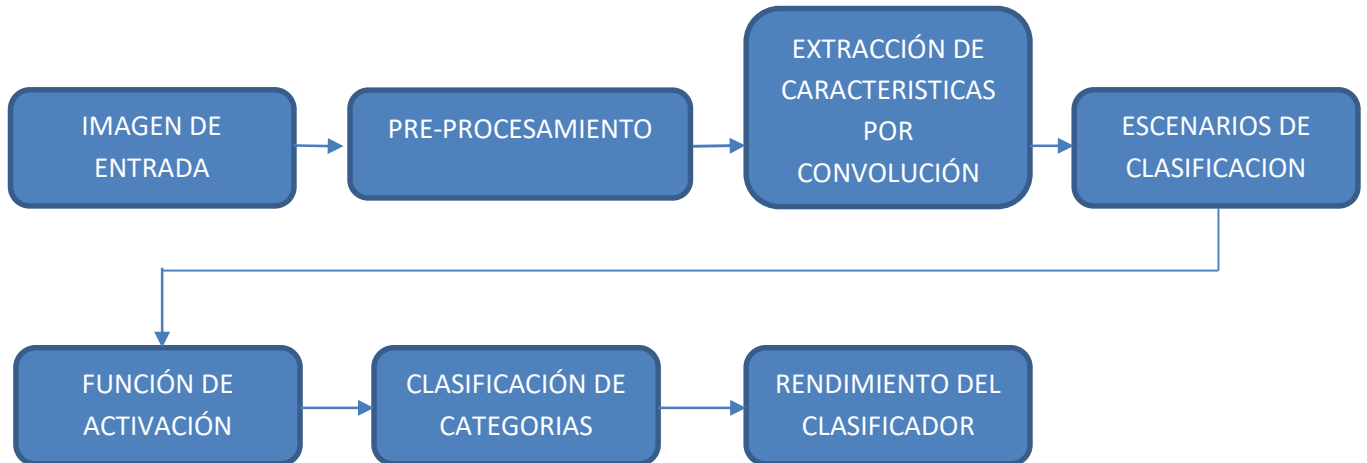 IMAGEN DE
ENTRADA
PRE-PROCESAMIENTO
EXTRACCIÓN DE
CARACTERISTICAS
POR
CONVOLUCIÓN
ESCENARIOS DE
CLASIFICACION
FUNCIÓN DE
ACTIVACIÓN
CLASIFICACIÓN DE
CATEGORIAS
RENDIMIENTO DEL
CLASIFICADOR